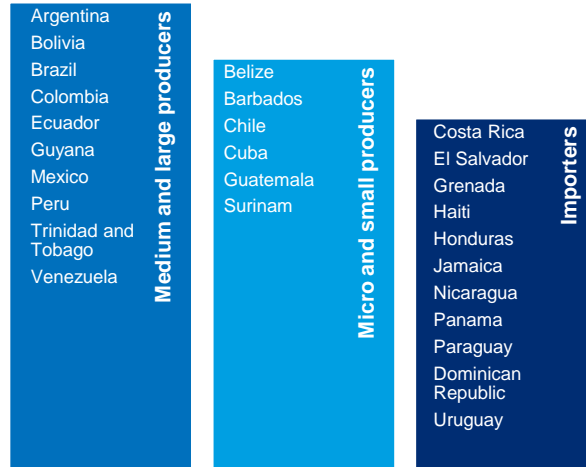 Argentina
Bolivia
Brazil
Colombia
Ecuador
Guyana
Mexico
Peru
Trinidad and
Tobago
Venezuela
Medium and large producers
Belize
Barbados
Chile
Cuba
Guatemala
Surinam
Micro and small producers
Costa Rica
El Salvador
Grenada
Haiti
Honduras
Jamaica
Nicaragua
Panama
Paraguay
Dominican
Republic
Uruguay
Importers